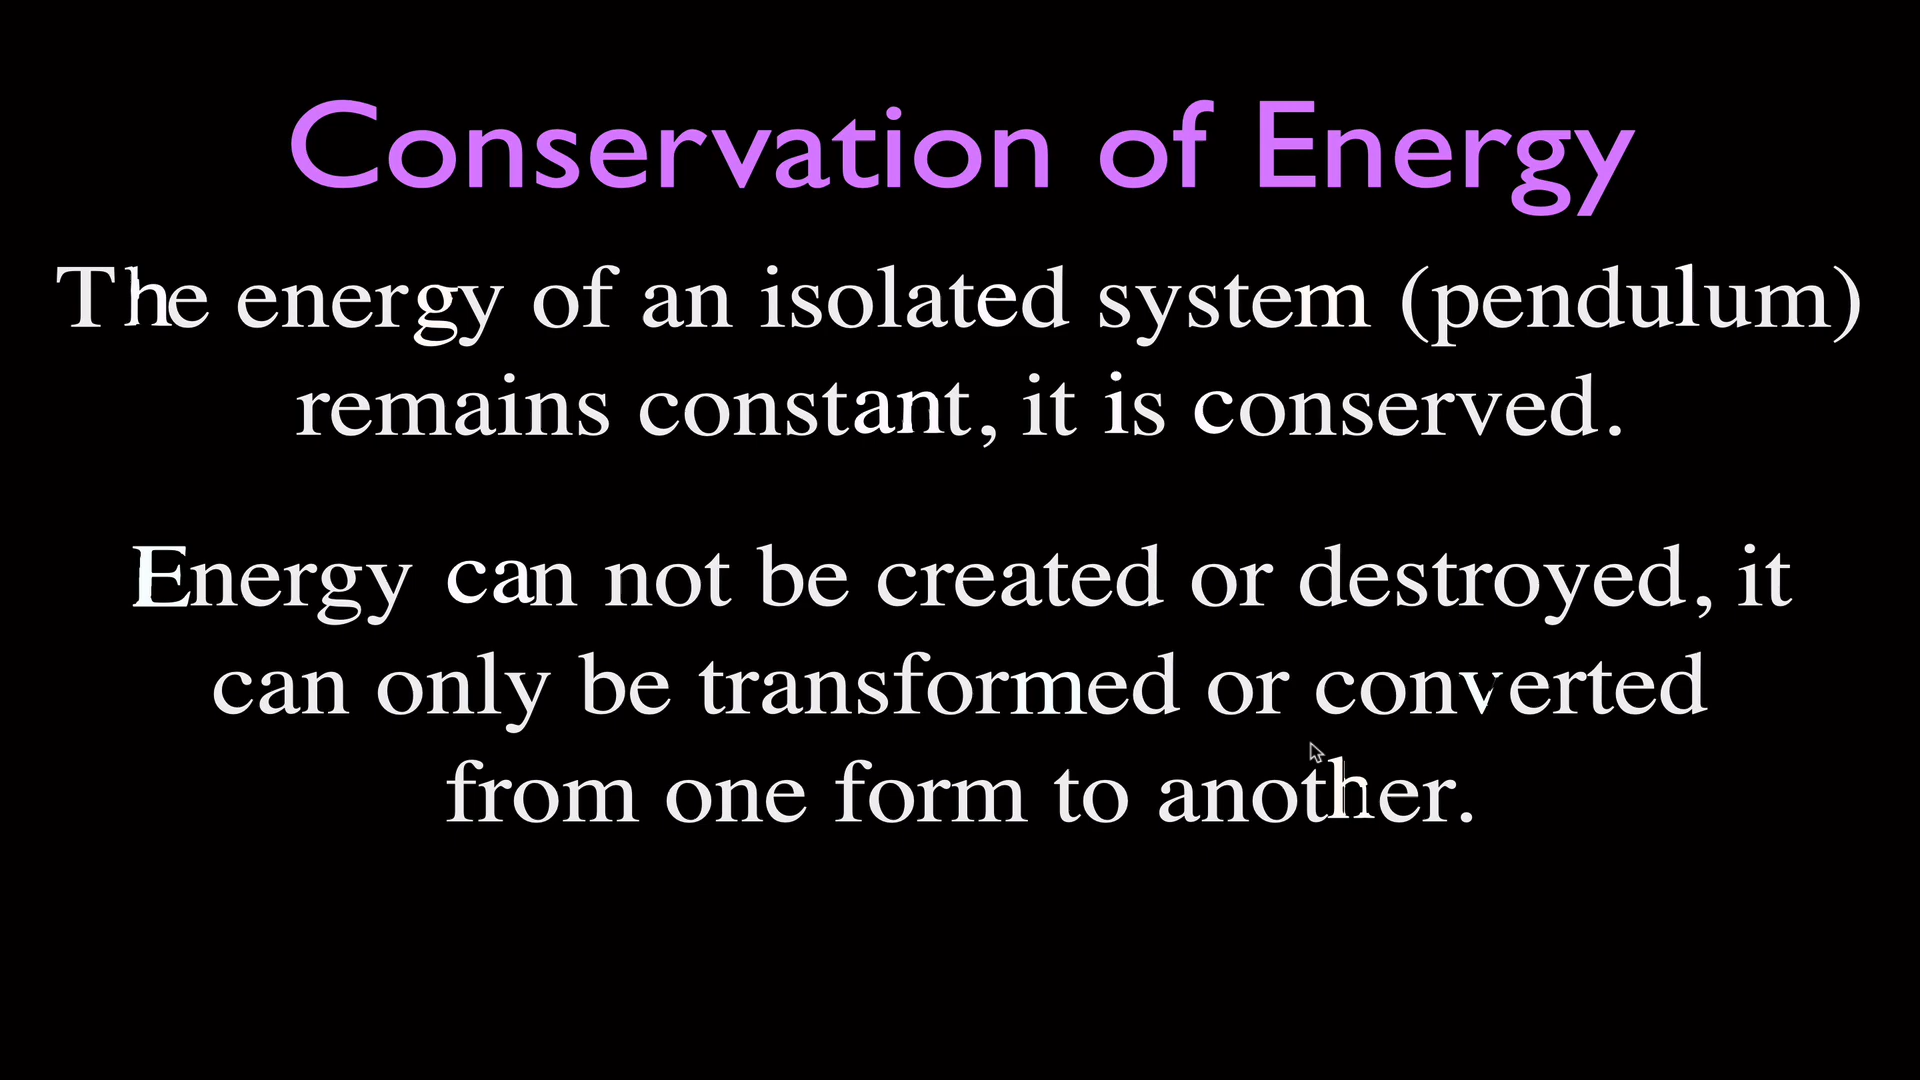 Conservation of Energy
The energy of an isolated system (pendulum)
remains constant, it is conserved.
Energy can not be created or destroyed, it
can only be transformed or converted
from one form to another.